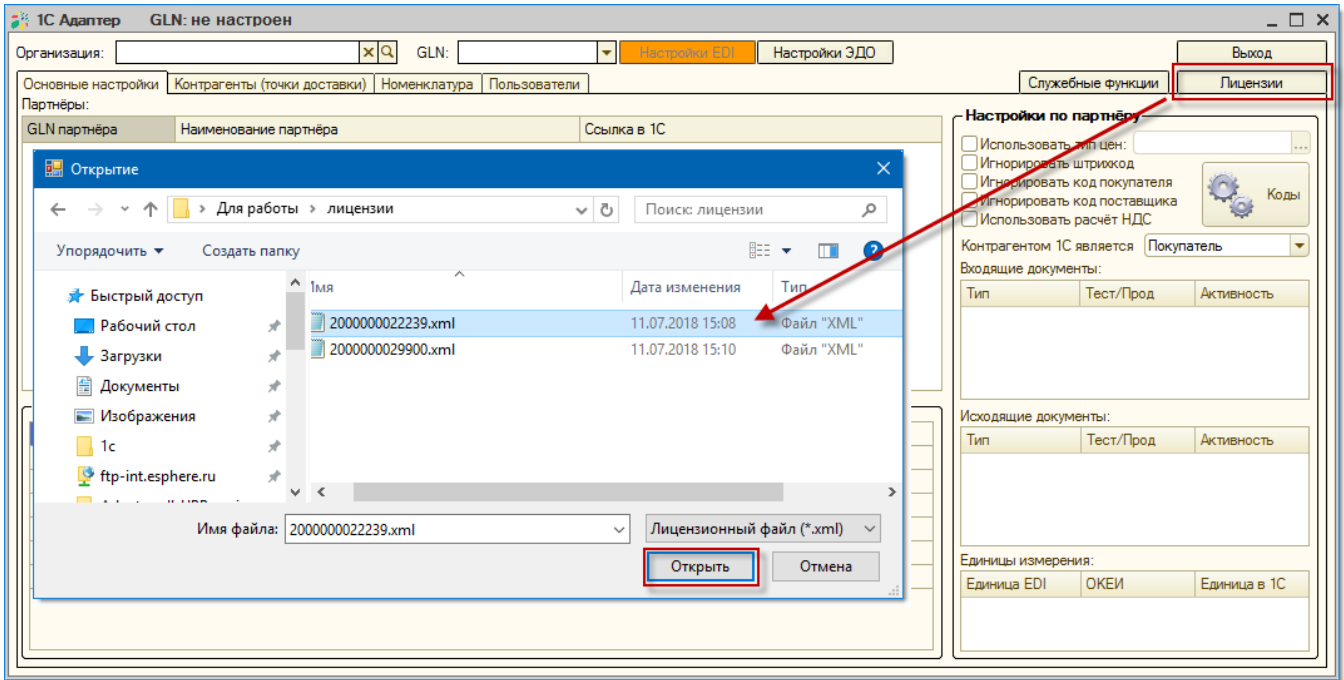 1С Адаптер GLN: не настроен
Организация: GLN: Настройки EDI Настройки ЭДО Выход
Основные настройки Контрагенты (точки доставки) Номенклатура Пользователи Служебные функции Лицензии
Партнёры:
GLN партнёра Наименование партнёра Ссылка в 1С
Открытие
Для работы › лицензии Поиск: лицензии
Упорядочить Создать папку
Имя Дата изменения Тип
Быстрый доступ
Рабочий стол
Загрузки
Документы
Изображения
1c
ftp-int.esphere.ru
2000000022239.xml 11.07.2018 15:08 Файл "XML"
2000000029900.xml 11.07.2018 15:10 Файл "XML"
Имя файла: 2000000022239.xml Лицензионный файл (*.xml)
Открыть Отмена
Настройки по партнёру
Использовать тип цен: ...
Игнорировать штрихкод
Игнорировать код покупателя
Игнорировать код поставщика
Использовать расчёт НДС
Коды
Контрагентом 1С является Покупатель
Входящие документы:
Тип Тест/Прод Активность
Исходящие документы:
Тип Тест/Прод Активность
Единицы измерения:
Единица EDI ОКЕИ Единица в 1С